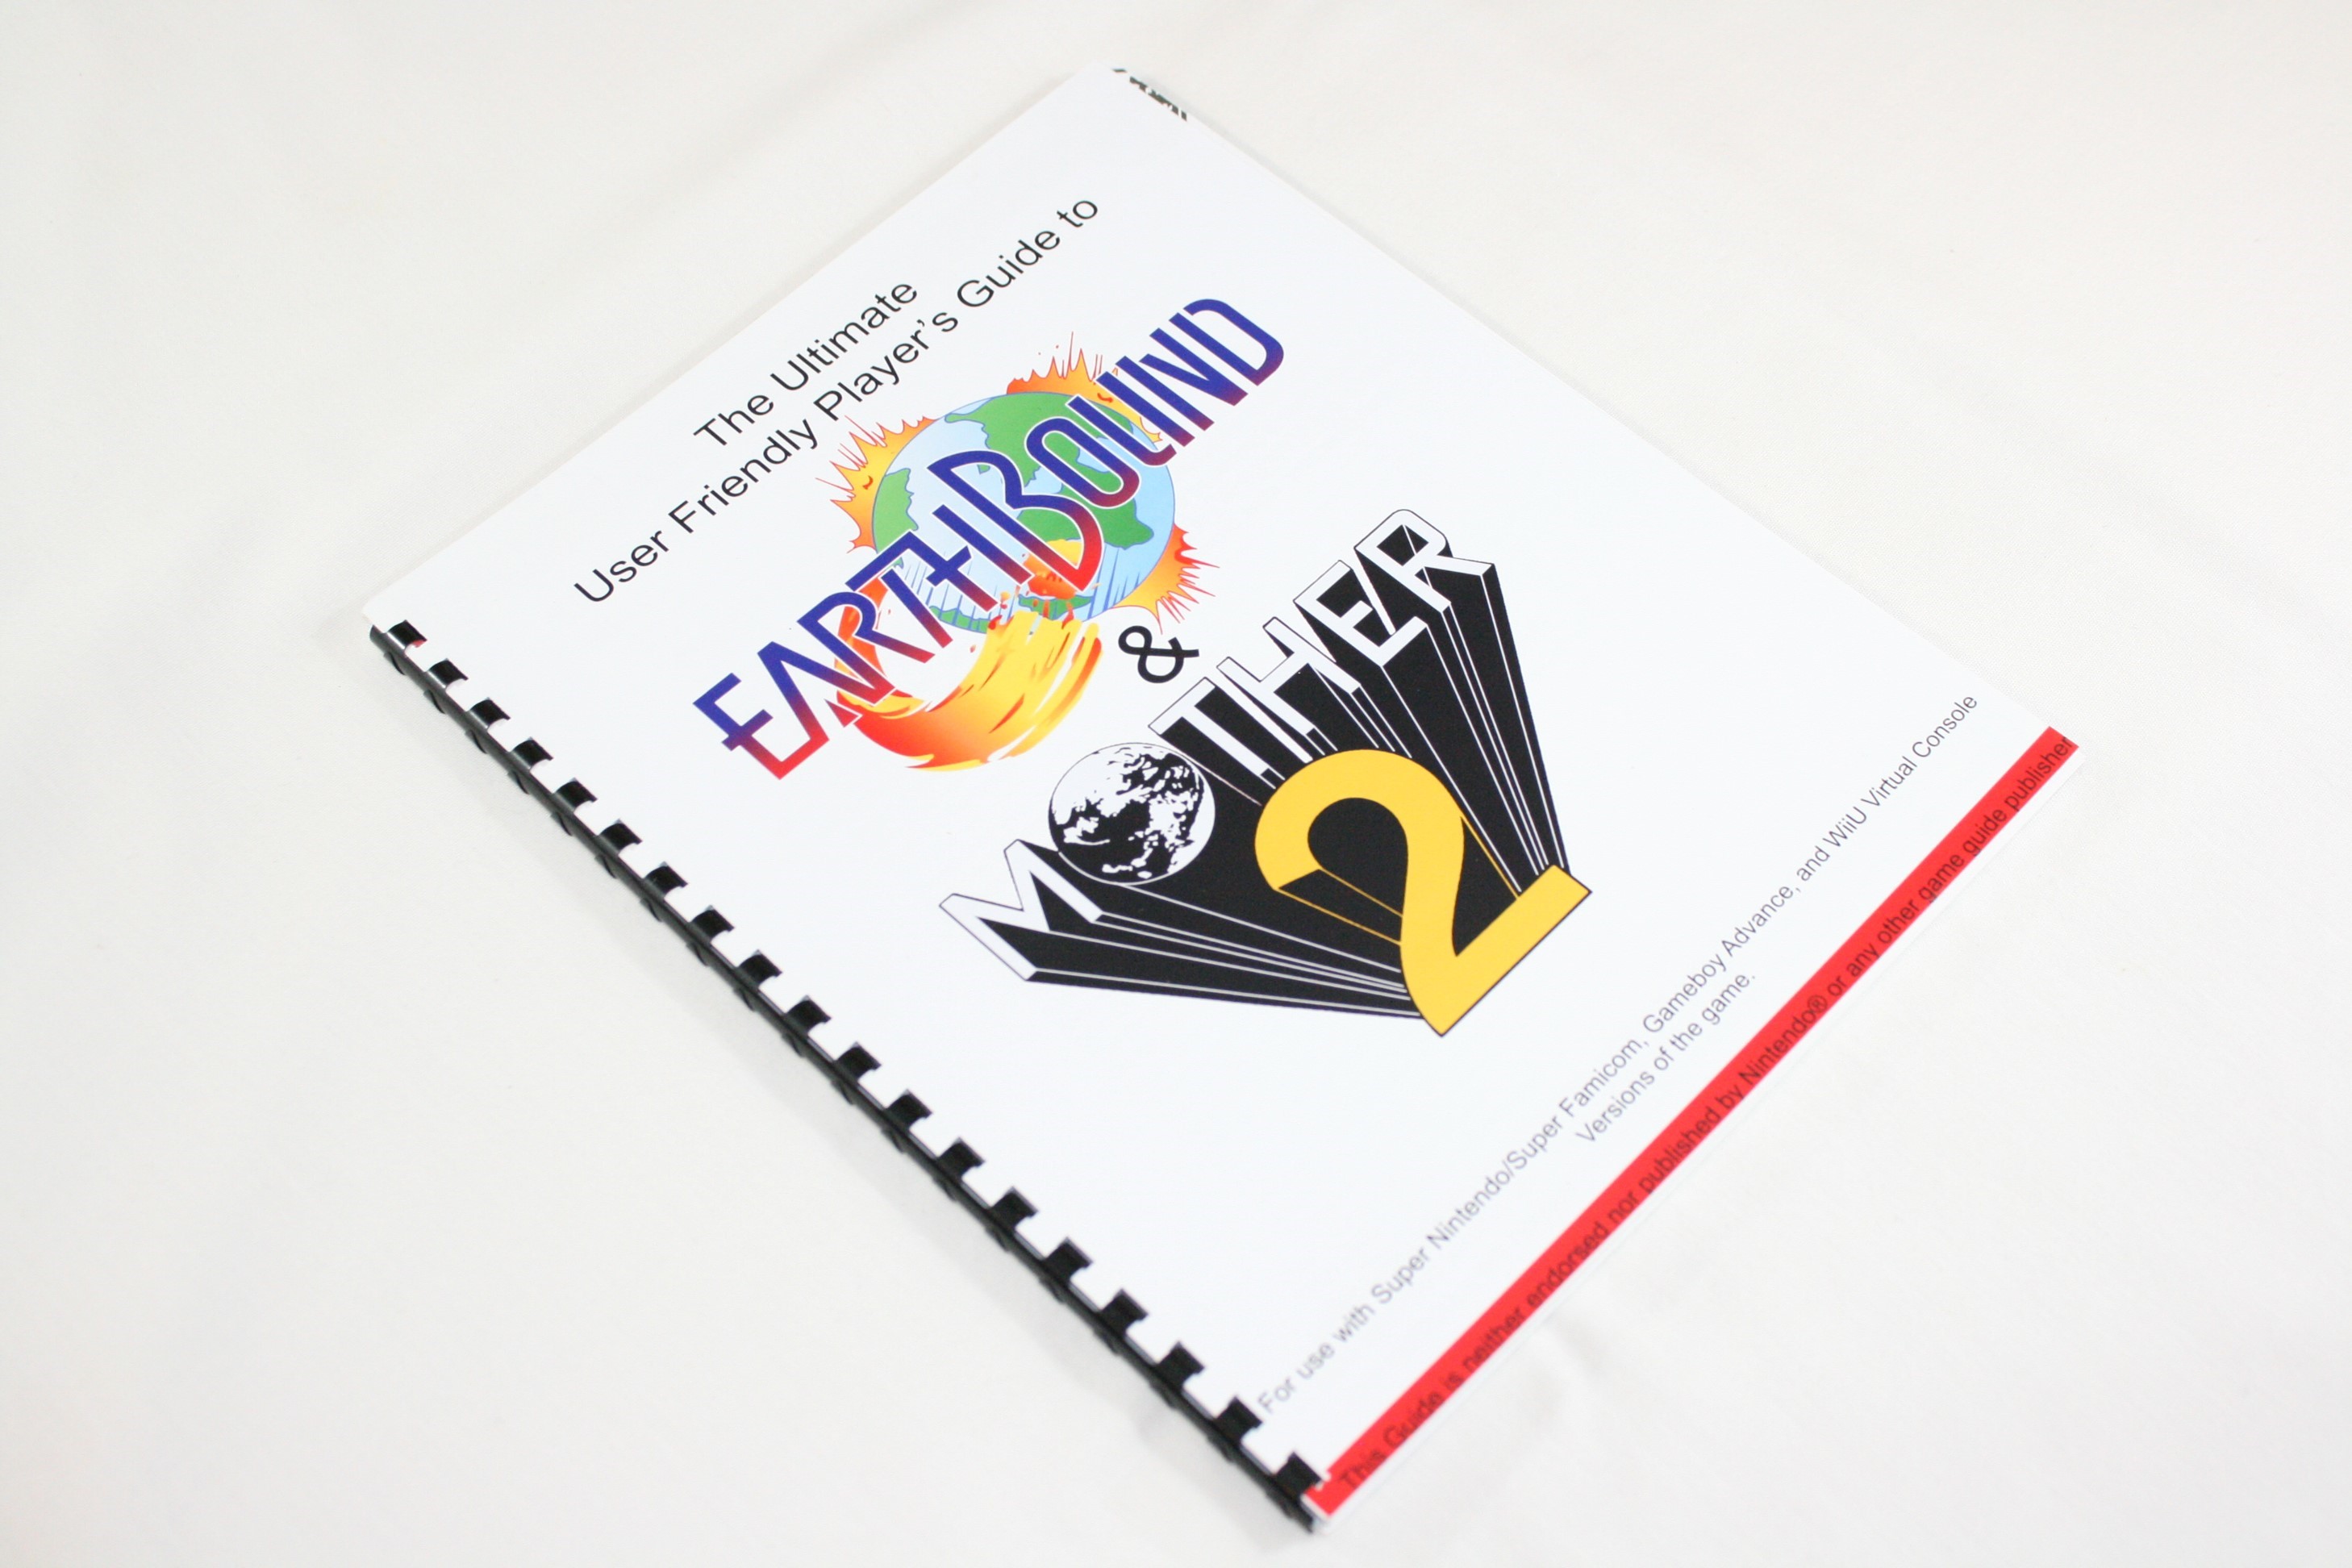 The Ultimate
User Friendly Player's Guide to
EARTHBOUND
&
MOTHER
2
For use with Super Nintendo/Super Famicom, Gameboy Advance, and WiiU Virtual Console
Versions of the game.
This Guide is neither endorsed nor published by Nintendo® or any other game guide publisher